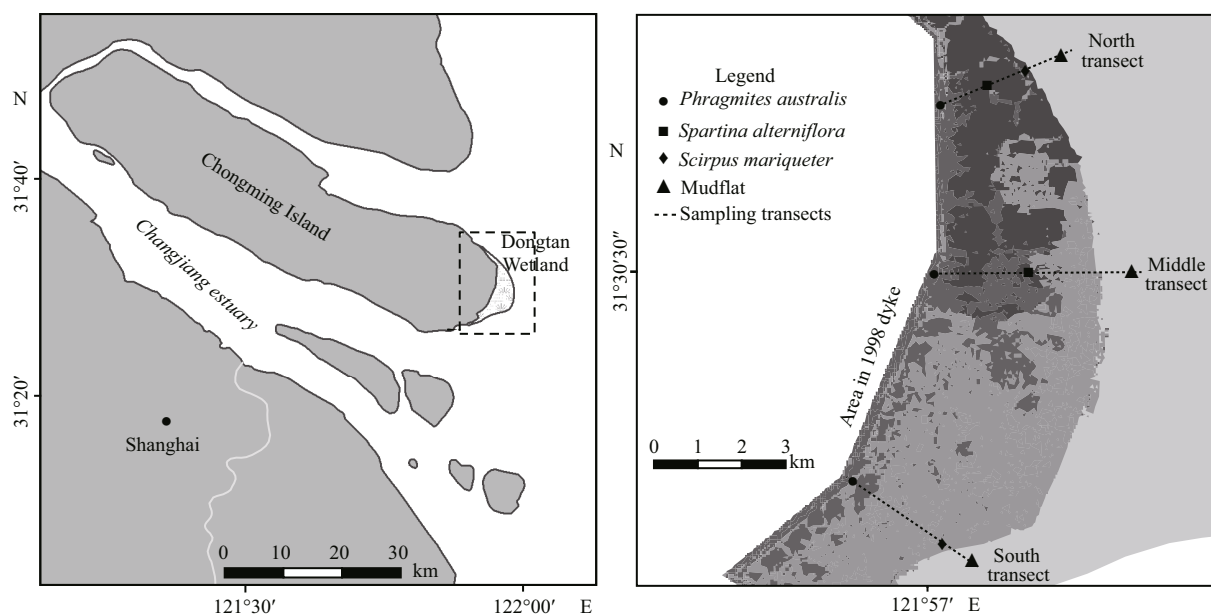 N
31°40′
31°20′
Chongming Island
Changjiang estuary
Dongtan
Wetland
Shanghai
0 10 20 30
km
121°30′
122°00′ E
Legend
Phragmites australis
Spartina alterniflora
Scirpus mariqueter
Mudflat
Sampling transects
N
31°30′30″
North
transect
Middle
transect
Area in 1998 dyke
0 1 2 3
km
South
transect
121°57′ E